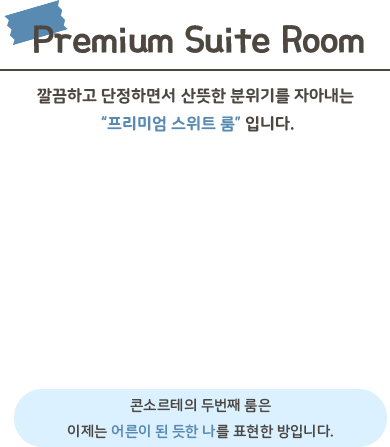 Premium Suite Room
깔끔하고 단정하면서 산뜻한 분위기를 자아내는
“프리미엄 스위트 룸” 입니다.
콘소르테의 두번째 룸은
이제는 어른이 된 듯한 나를 표현한 방입니다.